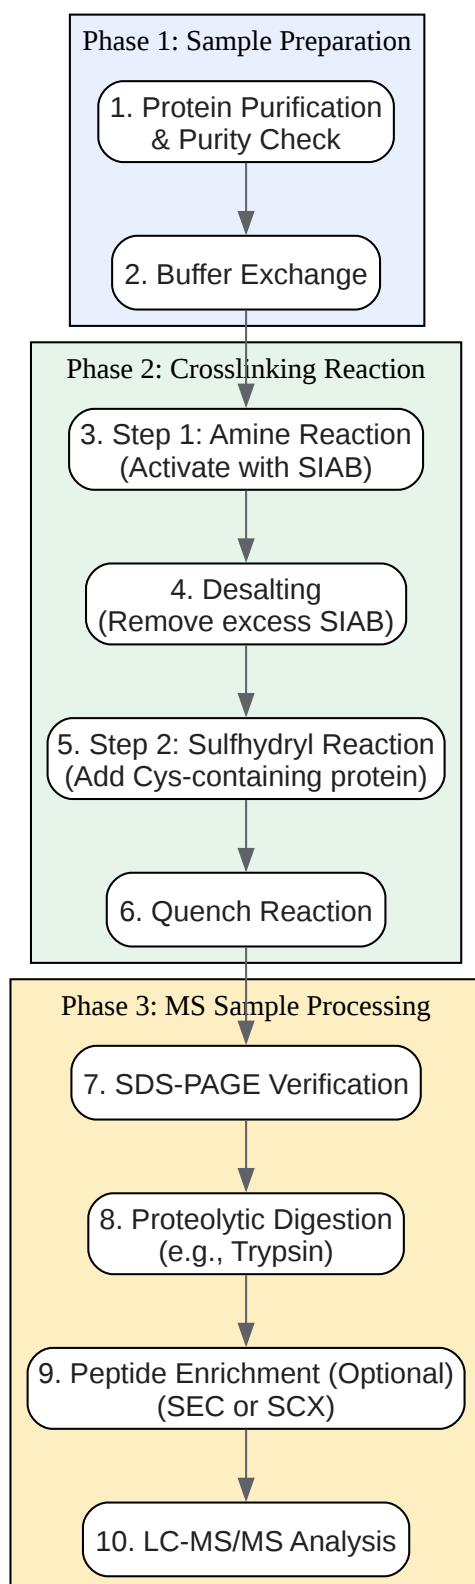 Phase 1: Sample Preparation
1. Protein Purification
& Purity Check
2. Buffer Exchange
Phase 2: Crosslinking Reaction
3. Step 1: Amine Reaction
(Activate with SIAB)
4. Desalting
(Remove excess SIAB)
5. Step 2: Sulfhydryl Reaction
(Add Cys-containing protein)
6. Quench Reaction
Phase 3: MS Sample Processing
7. SDS-PAGE Verification
8. Proteolytic Digestion
(e.g., Trypsin)
9. Peptide Enrichment (Optional)
(SEC or SCX)
10. LC-MS/MS Analysis